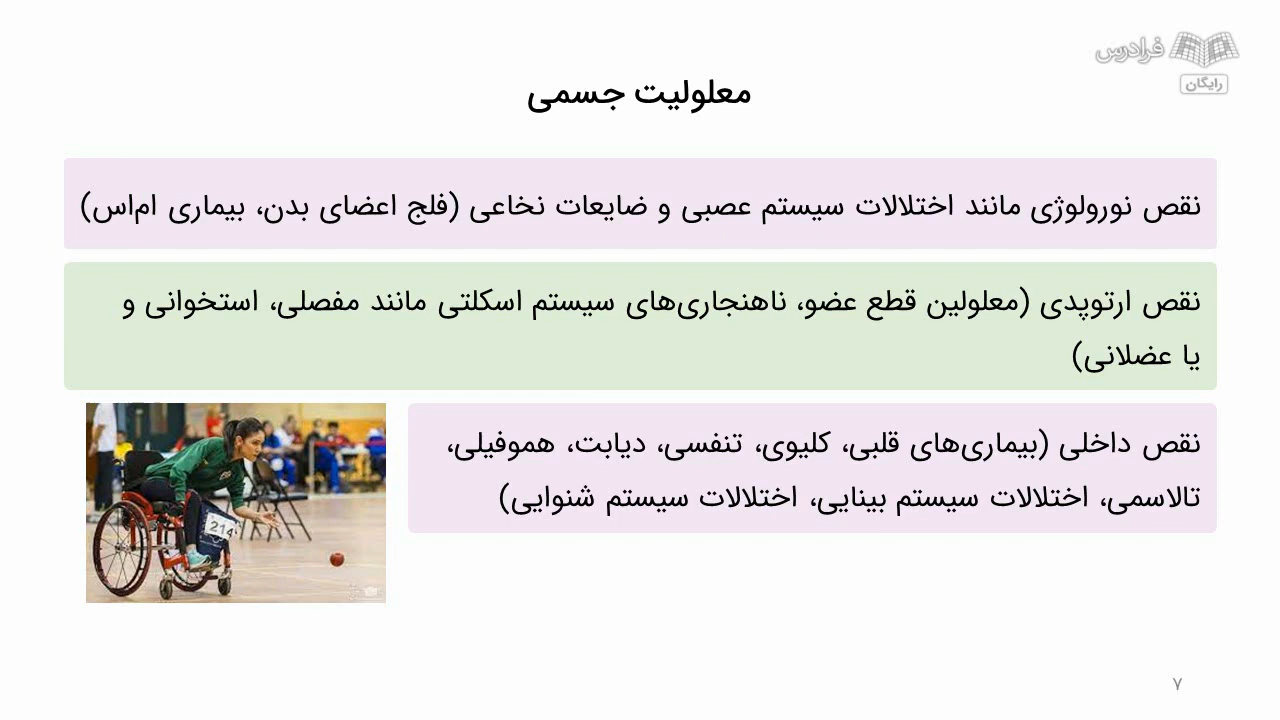 فرادرس
رایگان
معلولیت جسمی
نقص نورولوژی مانند اختلالات سیستم عصبی و ضایعات نخاعی (فلج اعضای بدن، بیماری ام‌اس)
نقص ارتوپدی (معلولین قطع عضو، ناهنجاری‌های سیستم اسکلتی مانند مفصلی، استخوانی و
یا عضلانی)
نقص داخلی (بیماری‌های قلبی، کلیوی، تنفسی، دیابت، هموفیلی،
تالاسمی، اختلالات سیستم بینایی، اختلالات سیستم شنوایی)
214
۷